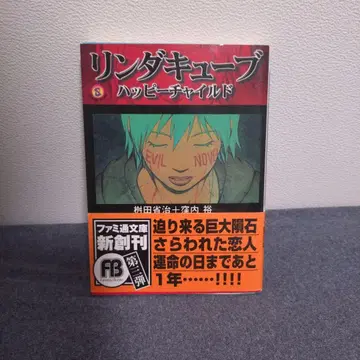 リンダキューブ
ハッピーチャイルド
EVIL NOVEL
桝田省治+窪内 裕
ファミ通文庫
新創刊
第三弾
FB
迫り来る巨大隕石
さらわれた恋人
運命の日まであと
1年……!!!!